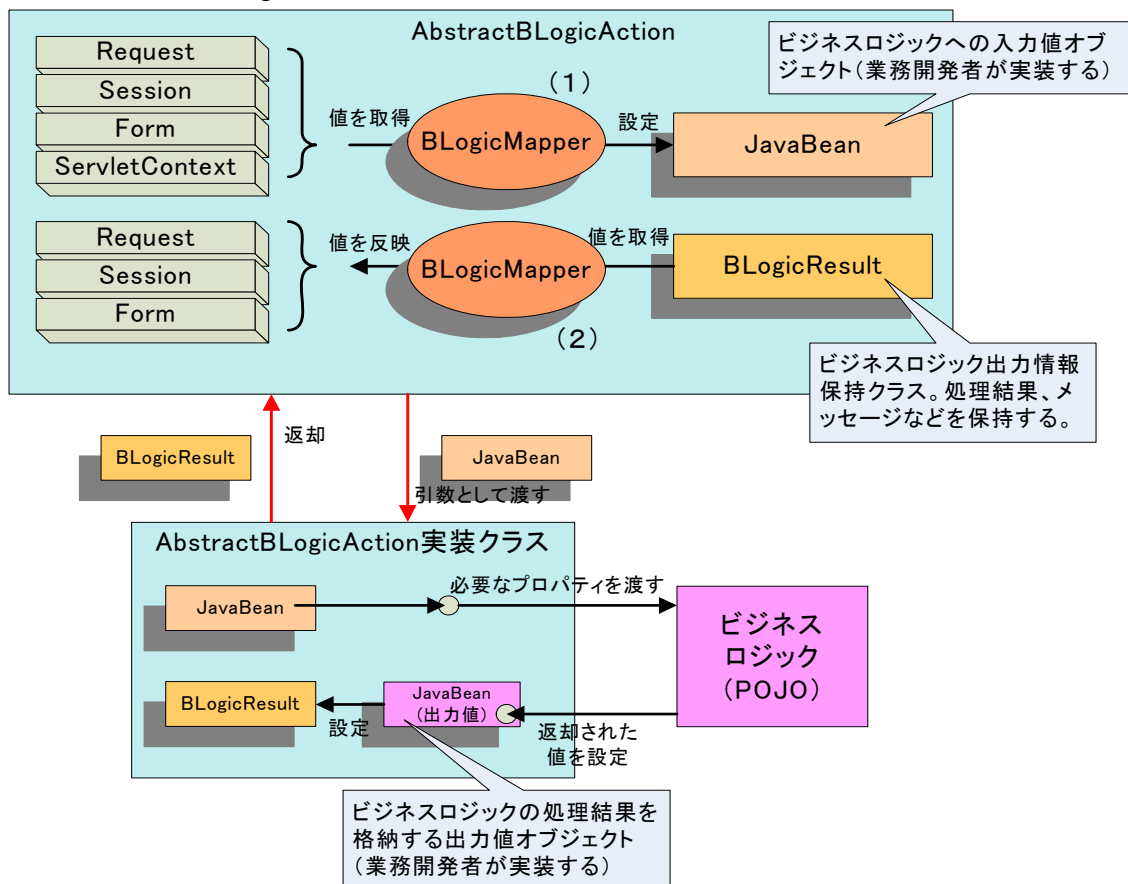 AbstractBLogicAction
Request
Session
Form
ServletContext
値を取得
(1)
BLogicMapper
設定
JavaBean
ビジネスロジックへの入力値オブ
ジェクト(業務開発者が実装する)
Request
Session
Form
値を反映
BLogicMapper
(2)
値を取得
BLogicResult
ビジネスロジック出力情報
保持クラス。処理結果、メ
ッセージなどを保持する。
BLogicResult
返却
JavaBean
引数として渡す
AbstractBLogicAction実装クラス
JavaBean
必要なプロパティを渡す
ビジネス
ロジック
(POJO)
BLogicResult
設定
JavaBean
(出力値)
返却された
値を設定
ビジネスロジックの処理結果を
格納する出力値オブジェクト
(業務開発者が実装する)